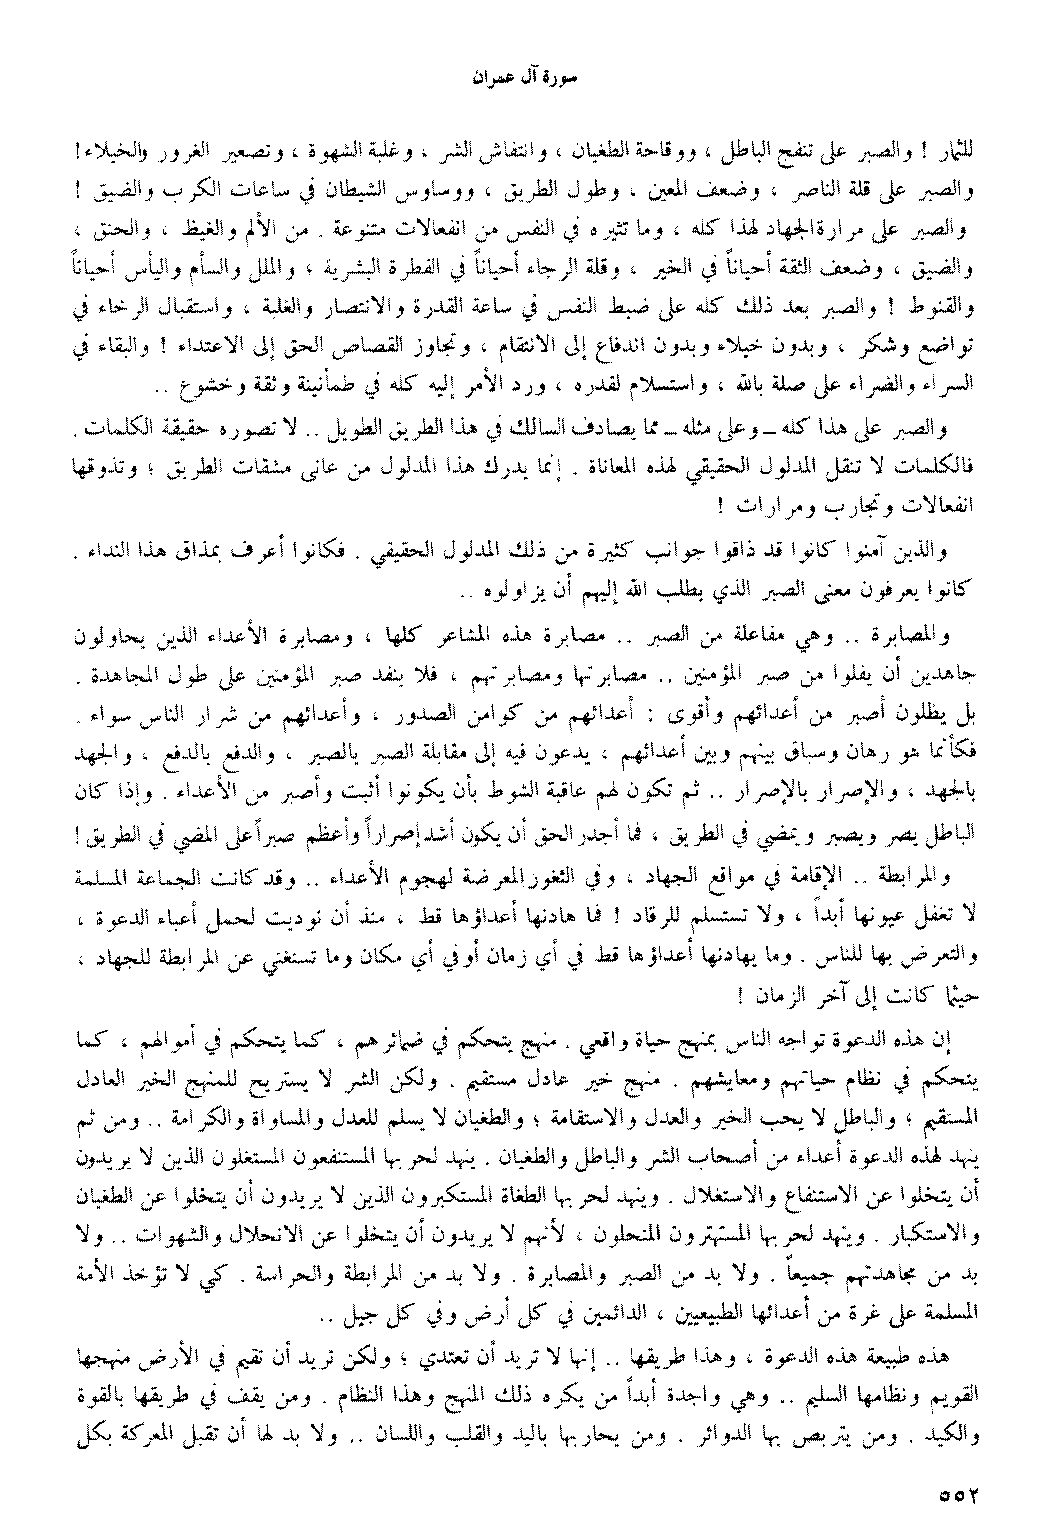 سورة آل عمران
للثمار ! والصبر على تنفج الباطل ، ووقاحة الطغيان ، وانتفاش الشر ، وغلبة الشهوة ، وتصعير الغرور والخيلاء !
والصبر على قلة الناصر ، وضعف المعين ، وطول الطريق ، ووساوس الشيطان في ساعات الكرب والضيق !
والصبر على مرارة الجهاد لهذا كله ، وما تثيره في النفس من انفعالات متنوعة . من الألم والغيظ ، والحنق ،
والضيق ، وضعف الثقة أحياناً في الخير ، وقلة الرجاء أحياناً في الفطرة البشرية ؛ والملل والسأم واليأس أحياناً
والقنوط ! والصبر بعد ذلك كله على ضبط النفس في ساعة القدرة والانتصار والغلبة ، واستقبال الرخاء في
تواضع وشكر ، وبدون خيلاء وبدون اندفاع إلى الانتقام ، وتجاوز القصاص الحق إلى الاعتداء ! والبقاء في
السراء والضراء على صلة بالله ، واستسلام لقدره ، ورد الأمر إليه كله في طمأنينة وثقة وخشوع ..
والصبر على هذا كله – وعلى مثله – مما يصادف السالك في هذا الطريق الطويل .. لا تصوره حقيقة الكلمات .
فالكلمات لا تنقل المدلول الحقيقي لهذه المعاناة . إنما يدرك هذا المدلول من عانى مشقات الطريق ؛ وتذوقها
انفعالات وتجارب ومرارات !
والذين آمنوا كانوا قد ذاقوا جوانب كثيرة من ذلك المدلول الحقيقي . فكانوا أعرف بمذاق هذا النداء .
كانوا يعرفون معنى الصبر الذي يطلب الله إليهم أن يزاولوه ..
والمصابرة .. وهي مفاعلة من الصبر .. مصابرة هذه المشاعر كلها ، ومصابرة الأعداء الذين يحاولون
جاهدين أن يفلوا من صبر المؤمنين .. مصابرتها ومصابرتهم ، فلا ينفد صبر المؤمنين على طول المجاهدة .
بل يظلون أصبر من أعدائهم وأقوى : أعدائهم من كوامن الصدور ، وأعدائهم من شرار الناس سواء .
فكأنما هو رهان وسباق بينهم وبين أعدائهم ، يدعون فيه إلى مقابلة الصبر بالصبر ، والدفع بالدفع ، والجهد
بالجهد ، والإصرار بالإصرار .. ثم تكون لهم عاقبة الشوط بأن يكونوا أثبت وأصبر من الأعداء . وإذا كان
الباطل يصر ويصبر ويمضي في الطريق ، فما أجدر الحق أن يكون أشد إصراراً وأعظم صبراً على المضي في الطريق !
والمرابطة .. الإقامة في مواقع الجهاد ، وفي الثغور المعرضة لهجوم الأعداء .. وقد كانت الجماعة المسلمة
لا تغفل عيونها أبداً ، ولا تستسلم للرقاد ! فما هادنها أعداؤها قط ، منذ أن نوديت لحمل أعباء الدعوة ،
والتعرض بها للناس . وما يهادنها أعداؤها قط في أي زمان أو في أي مكان وما تستغني عن المرابطة للجهاد ،
حيثما كانت إلى آخر الزمان !
إن هذه الدعوة تواجه الناس بمنهج حياة واقعي . منهج يتحكم في ضمائرهم ، كما يتحكم في أموالهم ، كما
يتحكم في نظام حياتهم ومعايشهم . منهج خير عادل مستقيم . ولكن الشر لا يستريح للمنهج الخير العادل
المستقيم ؛ والباطل لا يحب الخير والعدل والاستقامة ؛ والطغيان لا يسلم للعدل والمساواة والكرامة .. ومن ثم
ينهد لهذه الدعوة أعداء من أصحاب الشر والباطل والطغيان . ينهد لحربها المستنفعون المستغلون الذين لا يريدون
أن يتخلوا عن الاستنفاع والاستغلال . وينهد لحربها الطغاة المستكبرون الذين لا يريدون أن يتخلوا عن الطغيان
والاستكبار . وينهد لحربها المستهترون المنحلون ، لأنهم لا يريدون أن يتخلوا عن الانحلال والشهوات .. ولا
بد من مجاهدتهم جميعاً . ولا بد من الصبر والمصابرة . ولا بد من المرابطة والحراسة . كي لا تؤخذ الأمة
المسلمة على غرة من أعدائها الطبيعيين ، الدائمين في كل أرض وفي كل جيل ..
هذه طبيعة هذه الدعوة ، وهذا طريقها .. إنها لا تريد أن تعتدي ؛ ولكن تريد أن تقيم في الأرض منهجها
القويم ونظامها السليم .. وهي واجدة أبداً من يكره ذلك المنهج وهذا النظام . ومن يقف في طريقها بالقوة
والكيد . ومن يتربص بها الدوائر . ومن يحاربها باليد والقلب واللسان .. ولا بد لها أن تقبل المعركة بكل
٥٥٢